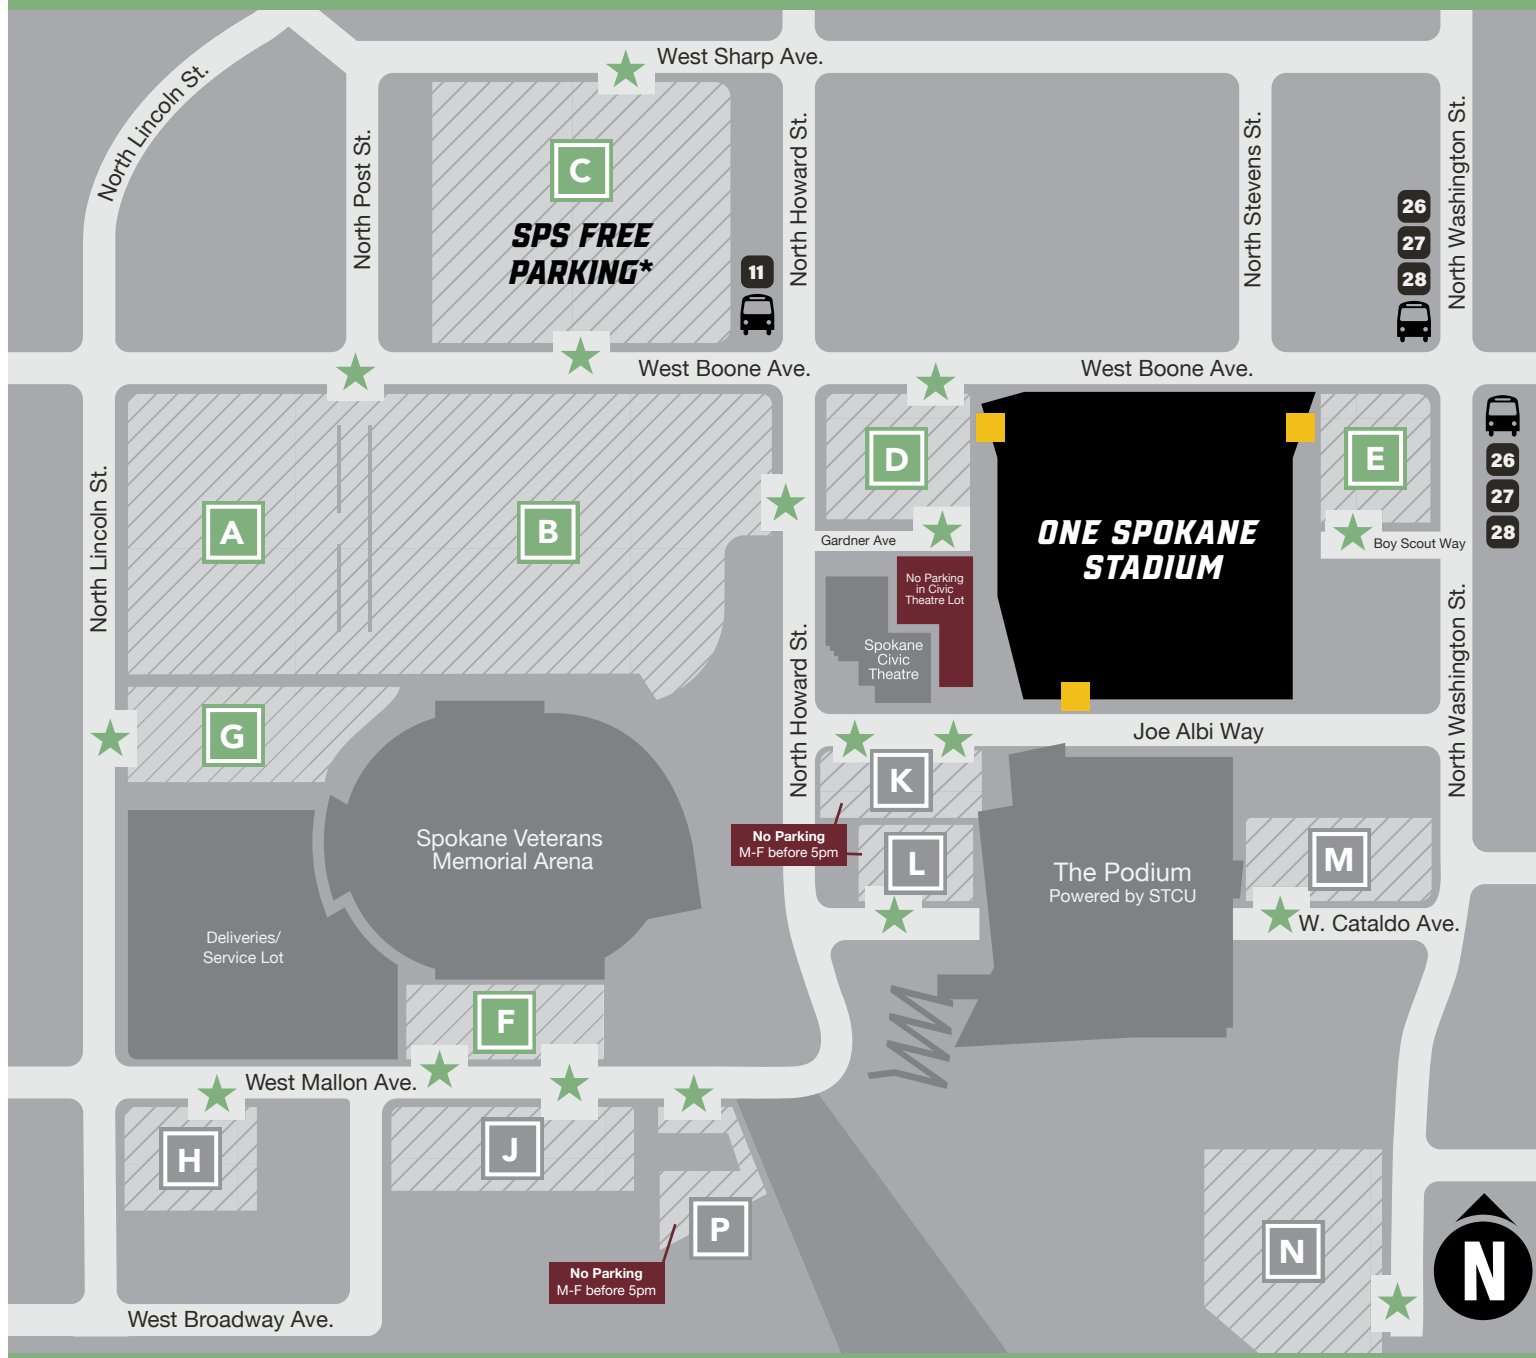 West Sharp Ave.
North Lincoln St.
North Post St.
C
SPS FREE
PARKING*
11
North Howard St.
North Stevens St.
26
27
28
North Washington St.
West Boone Ave.
West Boone Ave.
North Lincoln St.
A
B
D
Gardner Ave
No Parking
in Civic
Theatre Lot
Spokane
Civic
Theatre
ONE SPOKANE
STADIUM
E
Boy Scout Way
26
27
28
North Washington St.
North Howard St.
G
Joe Albi Way
K
No Parking
M-F before 5pm
L
Spokane Veterans
Memorial Arena
The Podium
Powered by STCU
M
W. Cataldo Ave.
Deliveries/
Service Lot
F
West Mallon Ave.
H
J
P
No Parking
M-F before 5pm
N
N
West Broadway Ave.